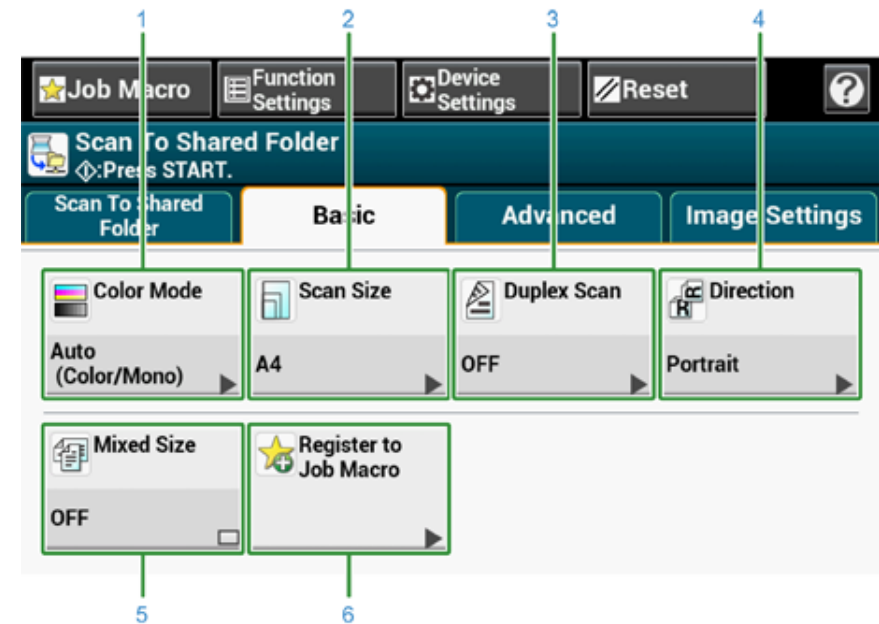 1 2 3 4
Job Macro
Function
Settings
Device
Settings
Reset
?
Scan To Shared Folder
:Press START.
Scan To Shared
Folder
Basic
Advanced
Image Settings
Color Mode
Auto
(Color/Mono)
Scan Size
A4
Duplex Scan
OFF
Direction
Portrait
Mixed Size
OFF
Register to
Job Macro
5 6